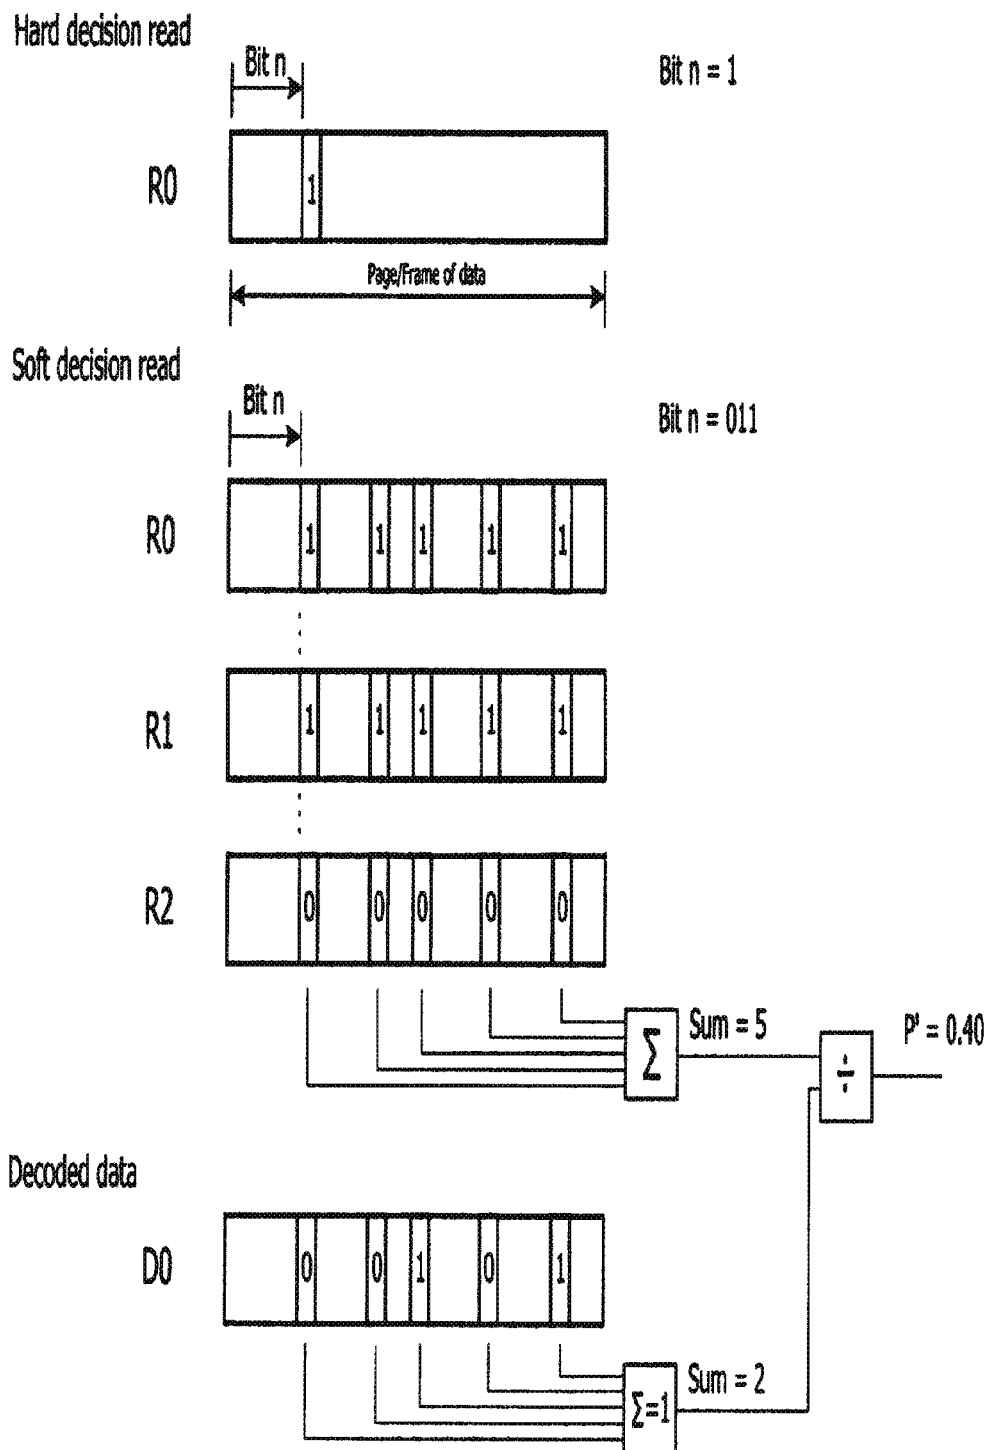 Hard decision read
Bit n
Bit n = 1
R0
1
Page/Frame of data
Soft decision read
Bit n
Bit n = 011
R0
1 1 1 1 1
R1
1 1 1 1 1
R2
0 0 0 0 0
Σ
Sum = 5
÷
P' = 0.40
Decoded data
D0
0 0 1 0 1
Σ=1
Sum = 2